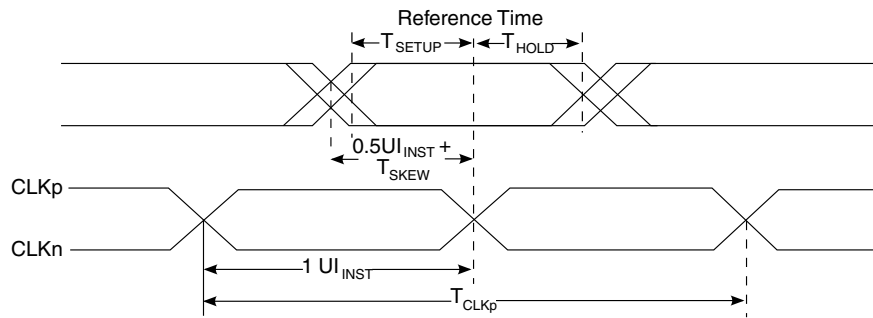 Reference Time
T_SETUP T_HOLD
0.5UI_INST +
T_SKEW
CLKp
CLKn
1 UI_INST
T_CLKp